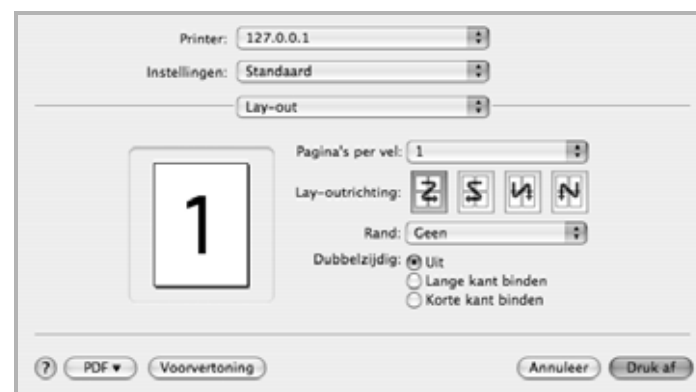 Printer: 127.0.0.1
Instellingen: Standaard
Lay-out
Pagina's per vel: 1
Lay-outrichting:
1
Rand: Geen
Dubbelzijdig: Uit
Lange kant binden
Korte kant binden
? PDF Voorvertoning Annuleer Druk af